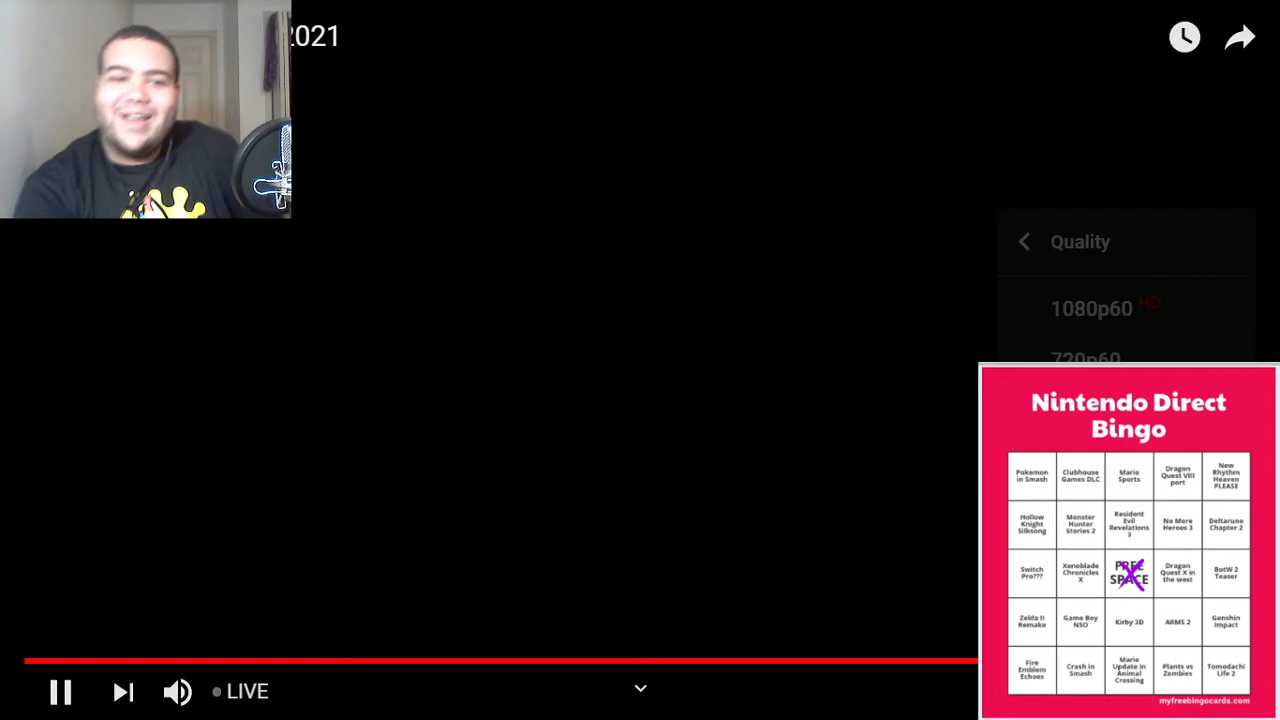 2021
Quality
1080p60 HD
720p60
Nintendo Direct
Bingo
Pokemon
in Smash
Clubhouse
Games DLC
Mario
Sports
Dragon
Quest VIII
port
New
Rhythm
Heaven
PLEASE
Hollow
Knight
Silksong
Monster
Hunter
Stories 2
Resident
Evil
Revelations
3
No More
Heroes 3
Deltarune
Chapter 2
Switch
Pro???
Xenoblade
Chronicles
X
FREE
SPACE
Dragon
Quest X in
the west
BotW 2
Teaser
Zelda II
Remake
Game Boy
NSO
Kirby 3D
ARMS 2
Genshin
Impact
Fire
Emblem
Echoes
Crash in
Smash
Mario
Update in
Animal
Crossing
Plants vs
Zombies
Tomodachi
Life 2
myfreebingocards.com
LIVE